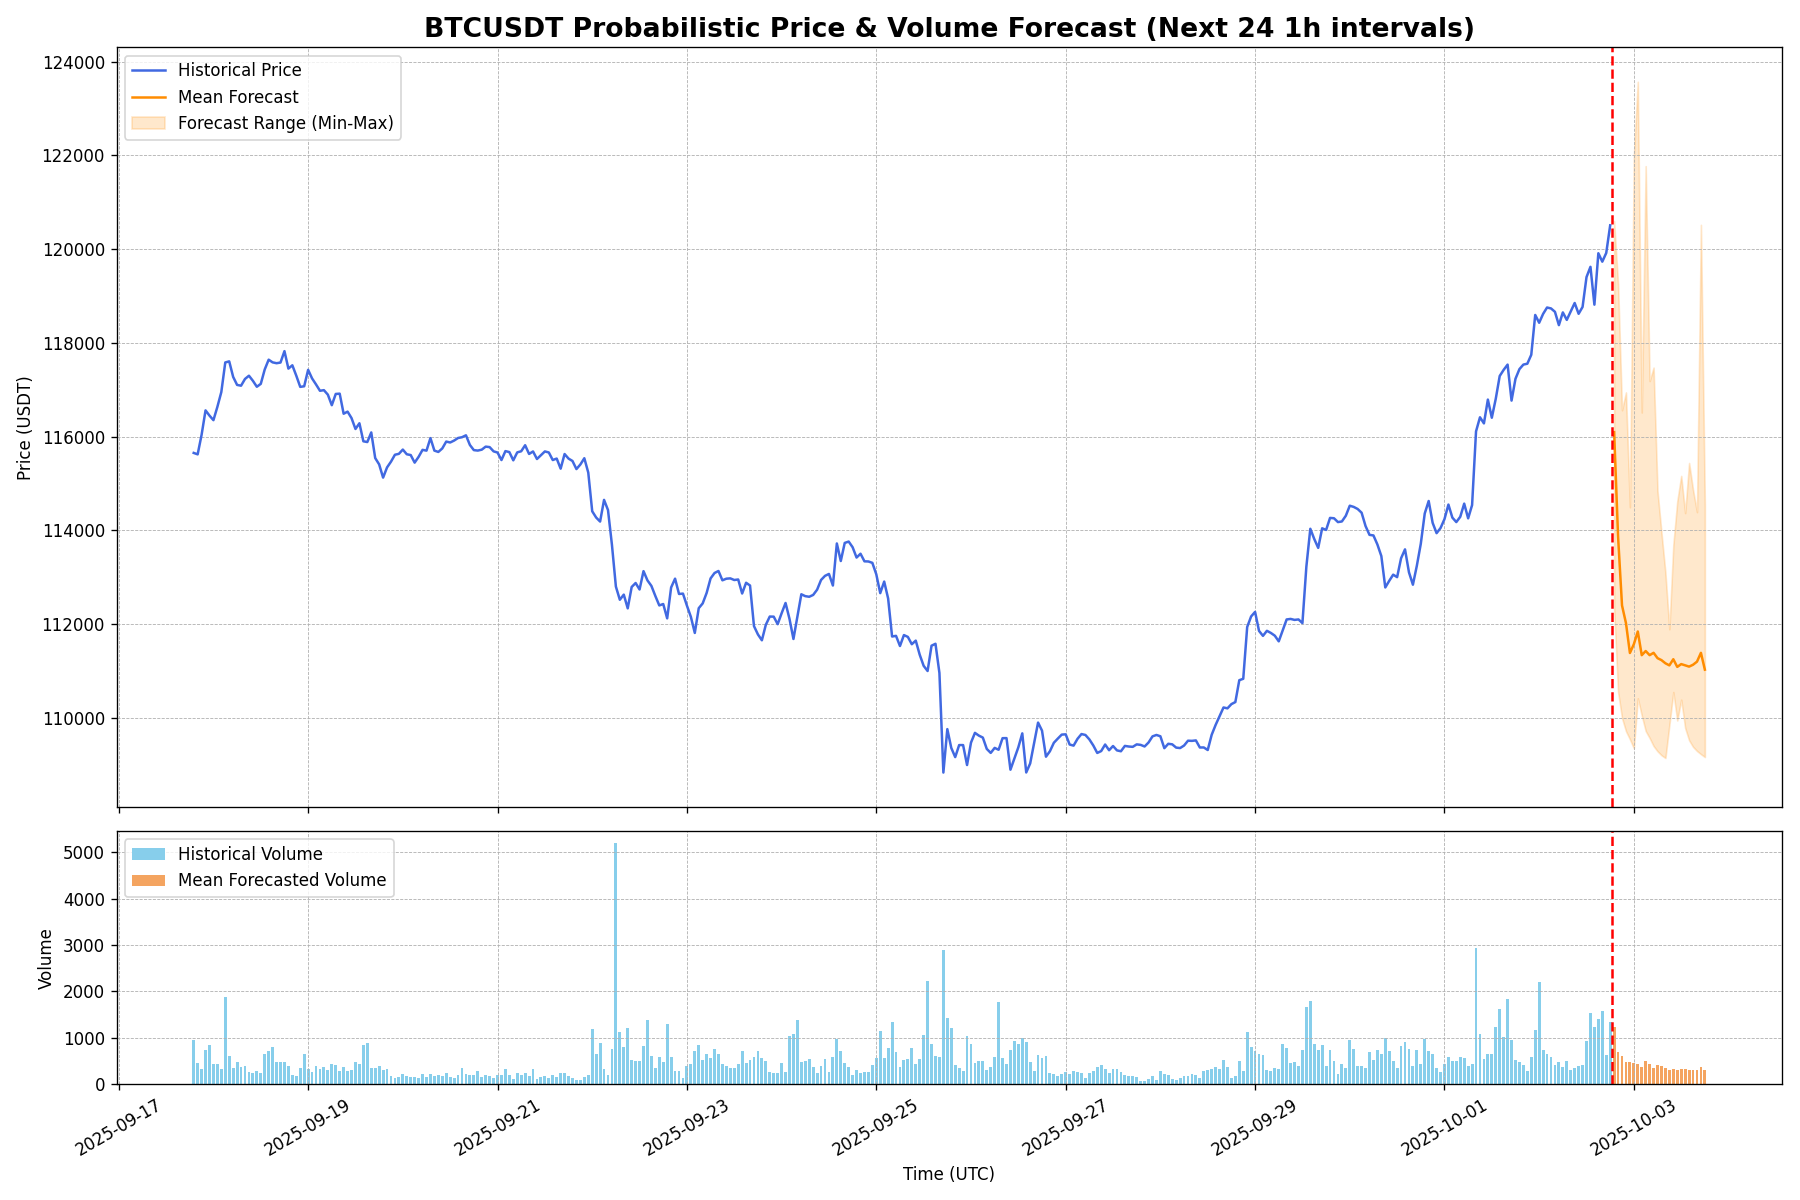 BTCUSDT Probabilistic Price & Volume Forecast (Next 24 1h intervals)
Historical Price
Mean Forecast
Forecast Range (Min-Max)
124000
122000
120000
118000
116000
114000
112000
110000
Price (USDT)
Historical Volume
Mean Forecasted Volume
5000
4000
3000
2000
1000
0
Volume
2025-09-17
2025-09-19
2025-09-21
2025-09-23
2025-09-25
2025-09-27
2025-09-29
2025-10-01
2025-10-03
Time (UTC)